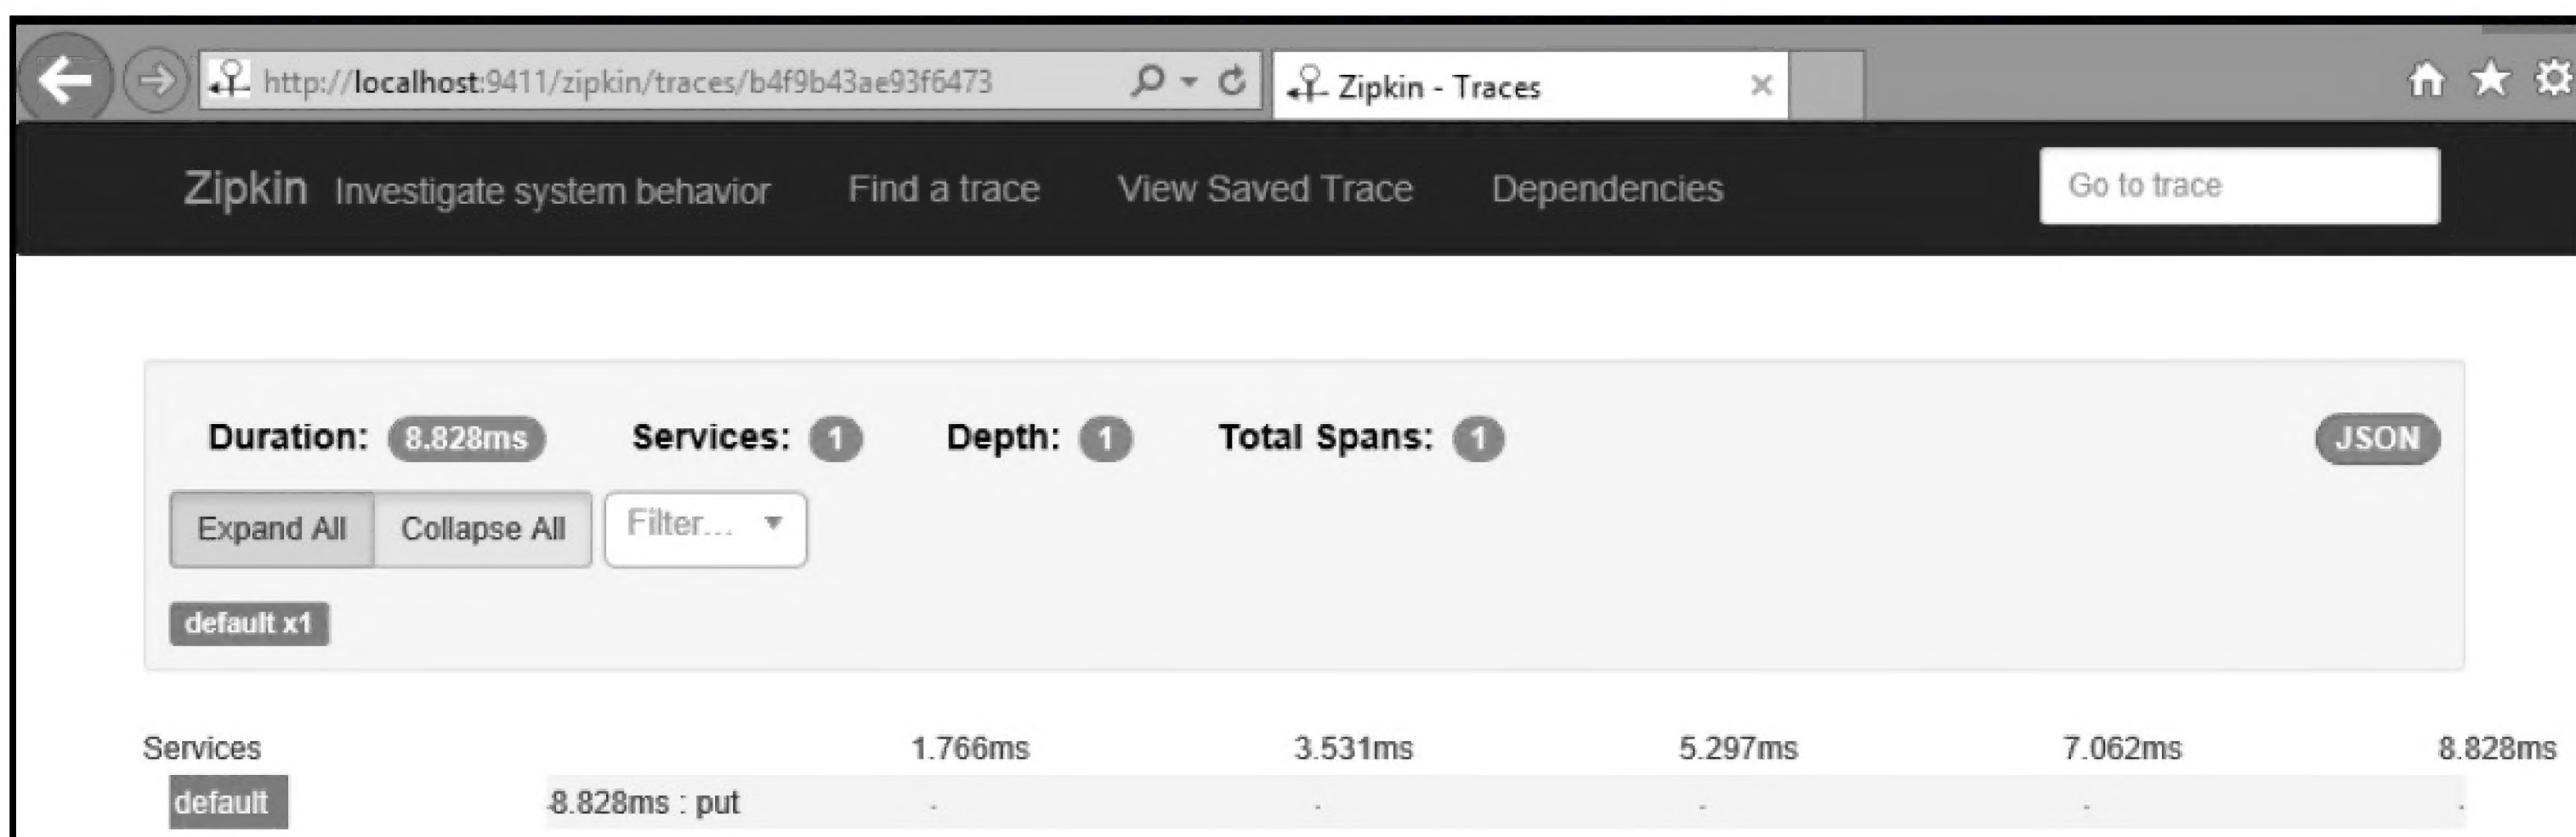 http://localhost:9411/zipkin/traces/b4f9b43ae93f6473 Zipkin - Traces
Zipkin Investigate system behavior Find a trace View Saved Trace Dependencies Go to trace
Duration: 8.828ms Services: 1 Depth: 1 Total Spans: 1 JSON
Expand All Collapse All Filter...
default x1
Services 1.766ms 3.531ms 5.297ms 7.062ms 8.828ms
default 8.828ms : put